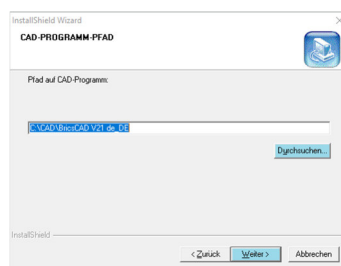 InstallShield Wizard
CAD-PROGRAMM-PFAD
Pfad auf CAD-Programm:
C:\CAD\BricsCAD V21 de_DE
Durchsuchen...
InstallShield
< Zurück Weiter > Abbrechen